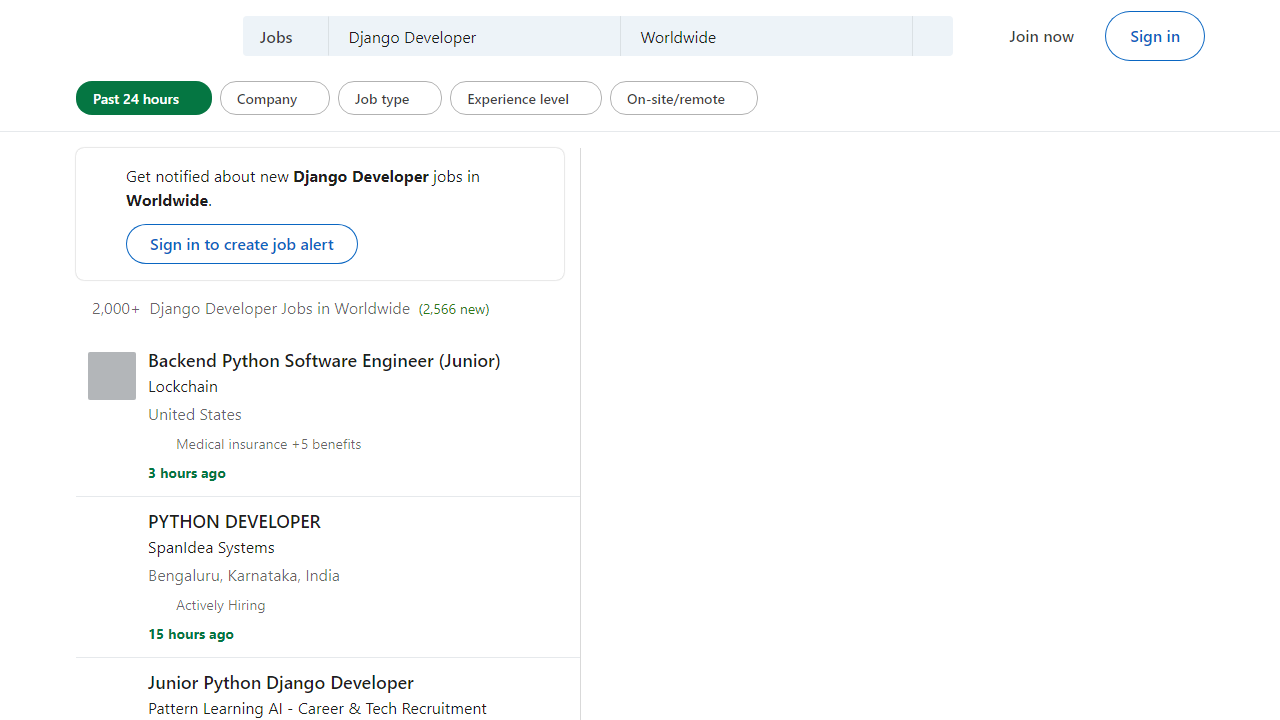 Jobs Django Developer Worldwide Join now Sign in
Past 24 hours Company Job type Experience level On-site/remote
Get notified about new Django Developer jobs in
Worldwide.
Sign in to create job alert
2,000+ Django Developer Jobs in Worldwide (2,566 new)
Backend Python Software Engineer (Junior)
Lockchain
United States
Medical insurance +5 benefits
3 hours ago
PYTHON DEVELOPER
SpanIdea Systems
Bengaluru, Karnataka, India
Actively Hiring
15 hours ago
Junior Python Django Developer
Pattern Learning AI - Career & Tech Recruitment